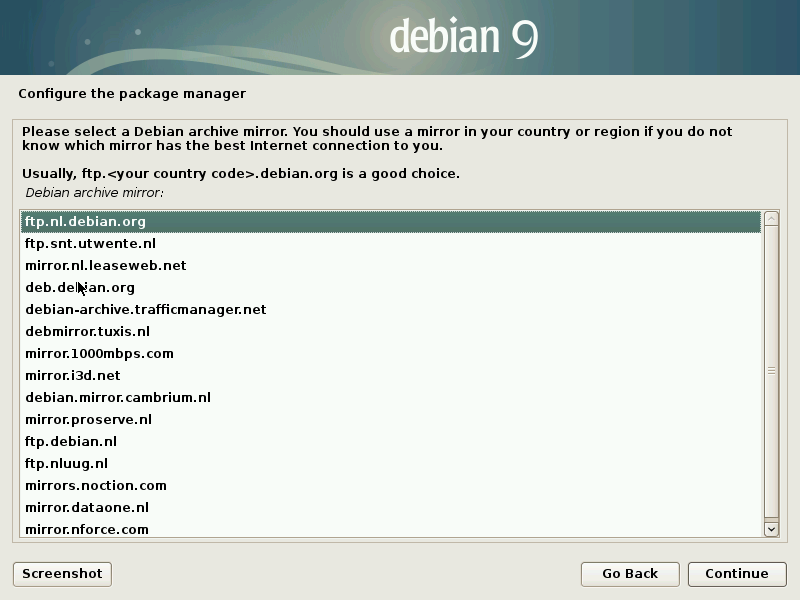 debian 9
Configure the package manager
Please select a Debian archive mirror. You should use a mirror in your country or region if you do not
know which mirror has the best Internet connection to you.
Usually, ftp.<your country code>.debian.org is a good choice.
Debian archive mirror:
ftp.nl.debian.org
ftp.snt.utwente.nl
mirror.nl.leaseweb.net
deb.debian.org
debian-archive.trafficmanager.net
debmirror.tuxis.nl
mirror.1000mbps.com
mirror.i3d.net
debian.mirror.cambrium.nl
mirror.proserve.nl
ftp.debian.nl
ftp.nluug.nl
mirrors.noction.com
mirror.dataone.nl
mirror.nforce.com
Screenshot
Go Back
Continue